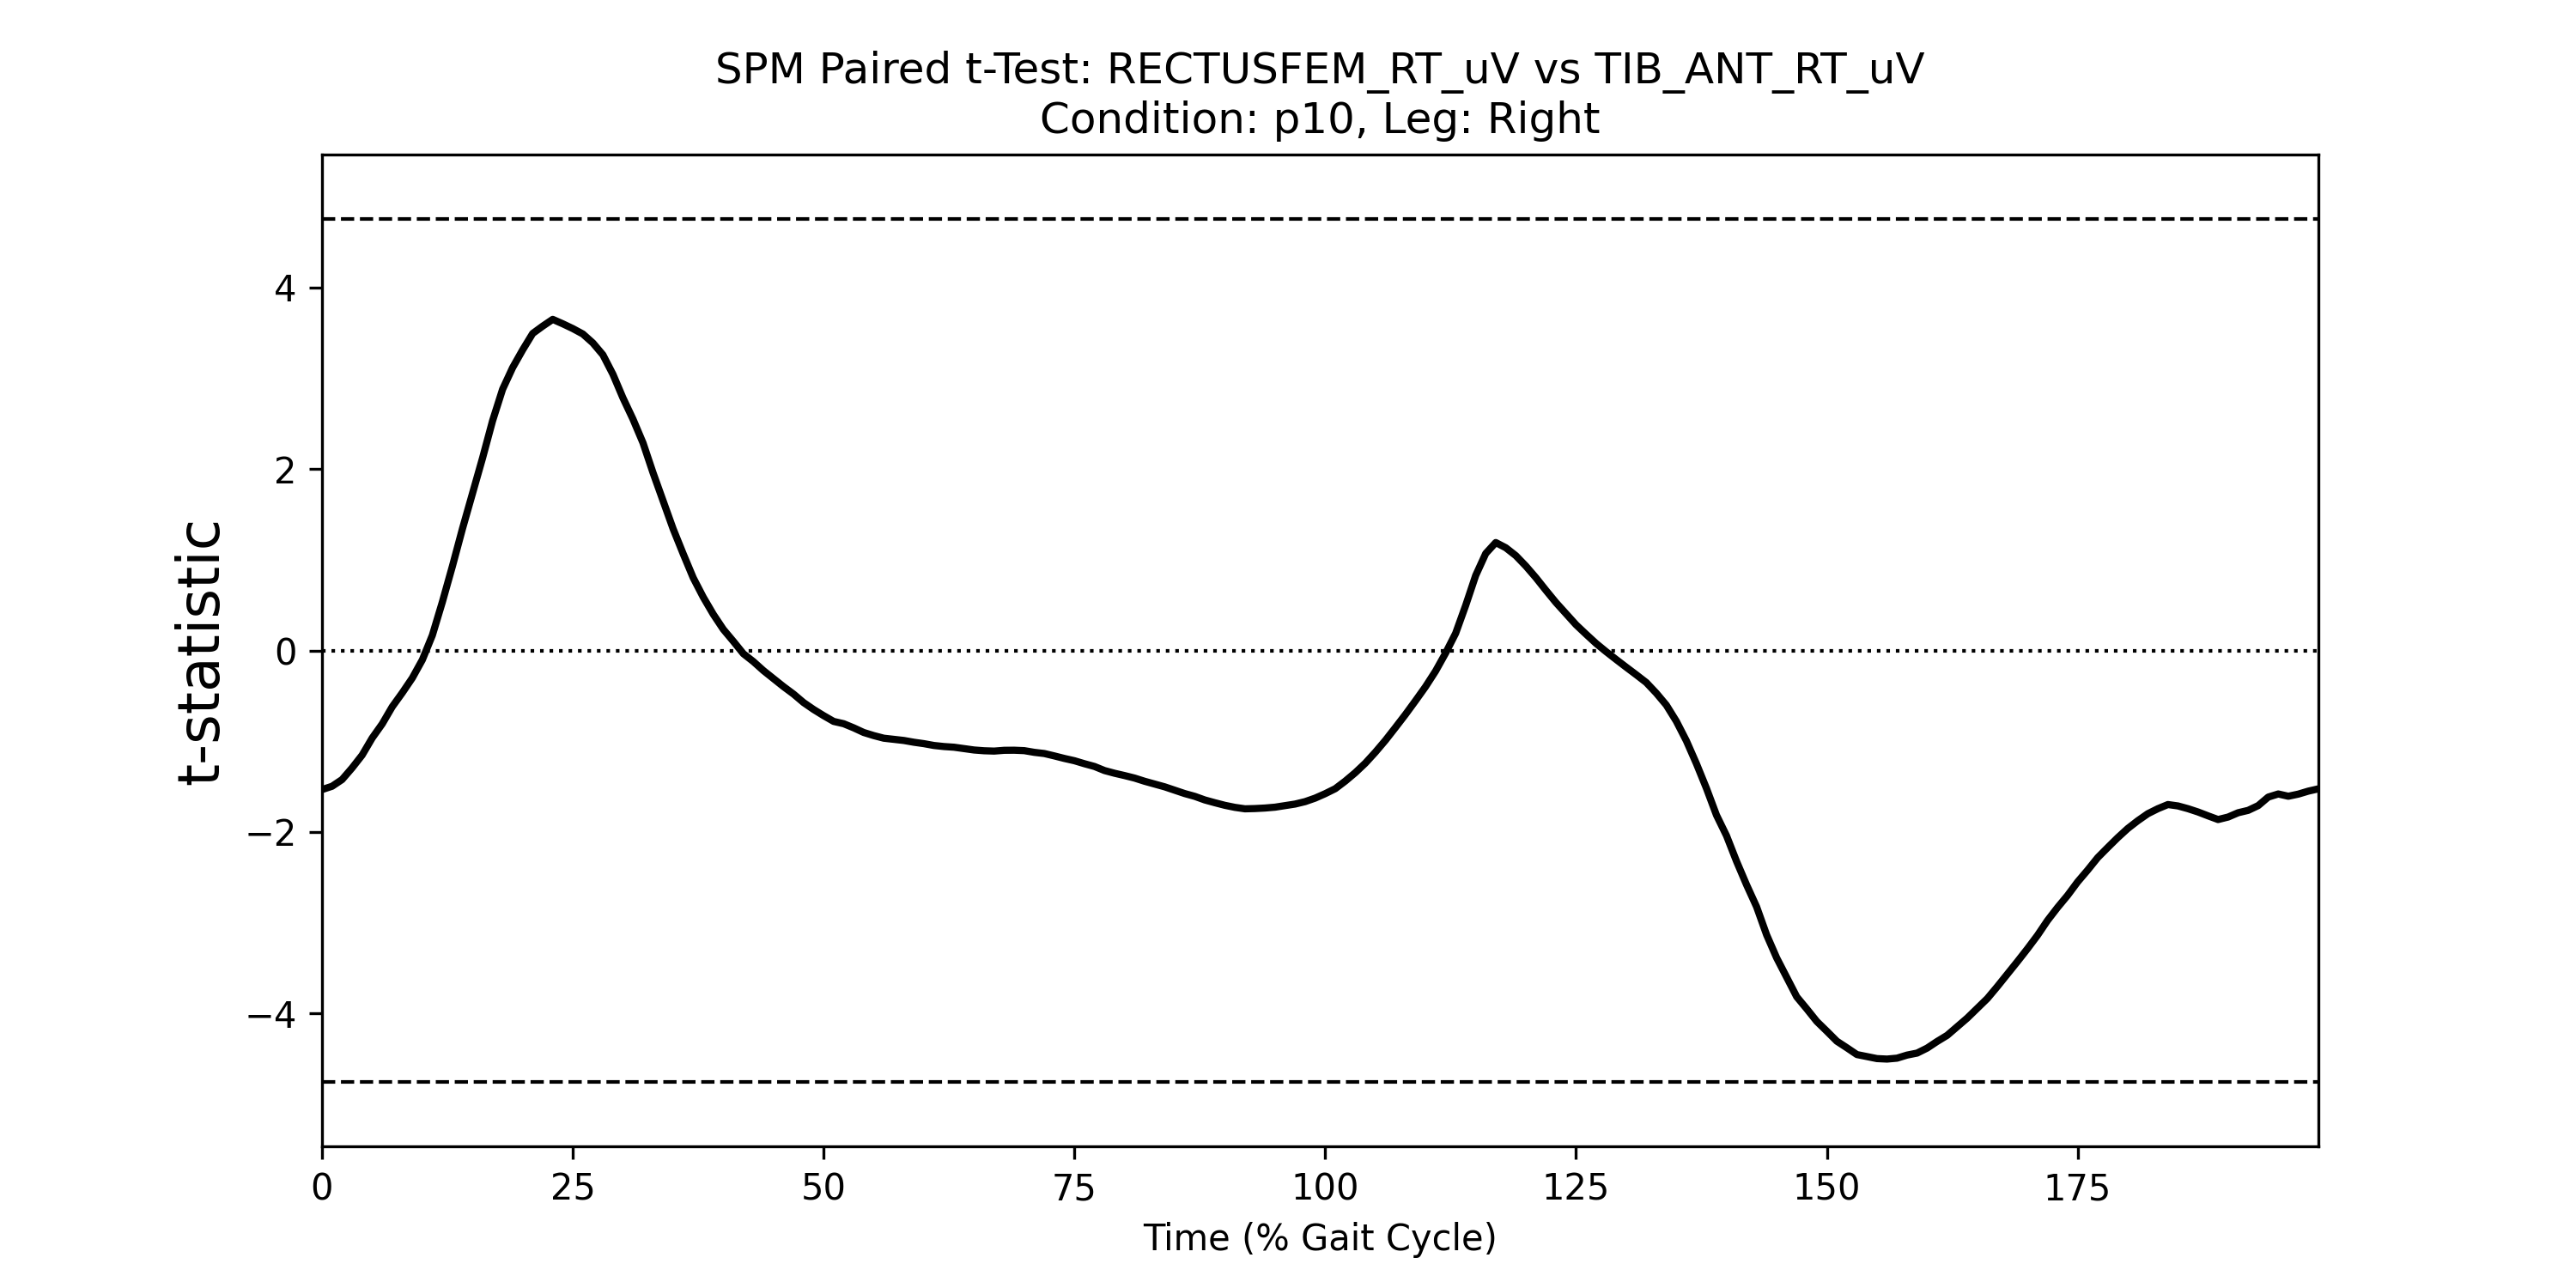 SPM Paired t-Test: RECTUSFEM_RT_uV vs TIB_ANT_RT_uV
Condition: p10, Leg: Right
t-statistic
4
2
0
−2
−4
0 25 50 75 100 125 150 175
Time (% Gait Cycle)